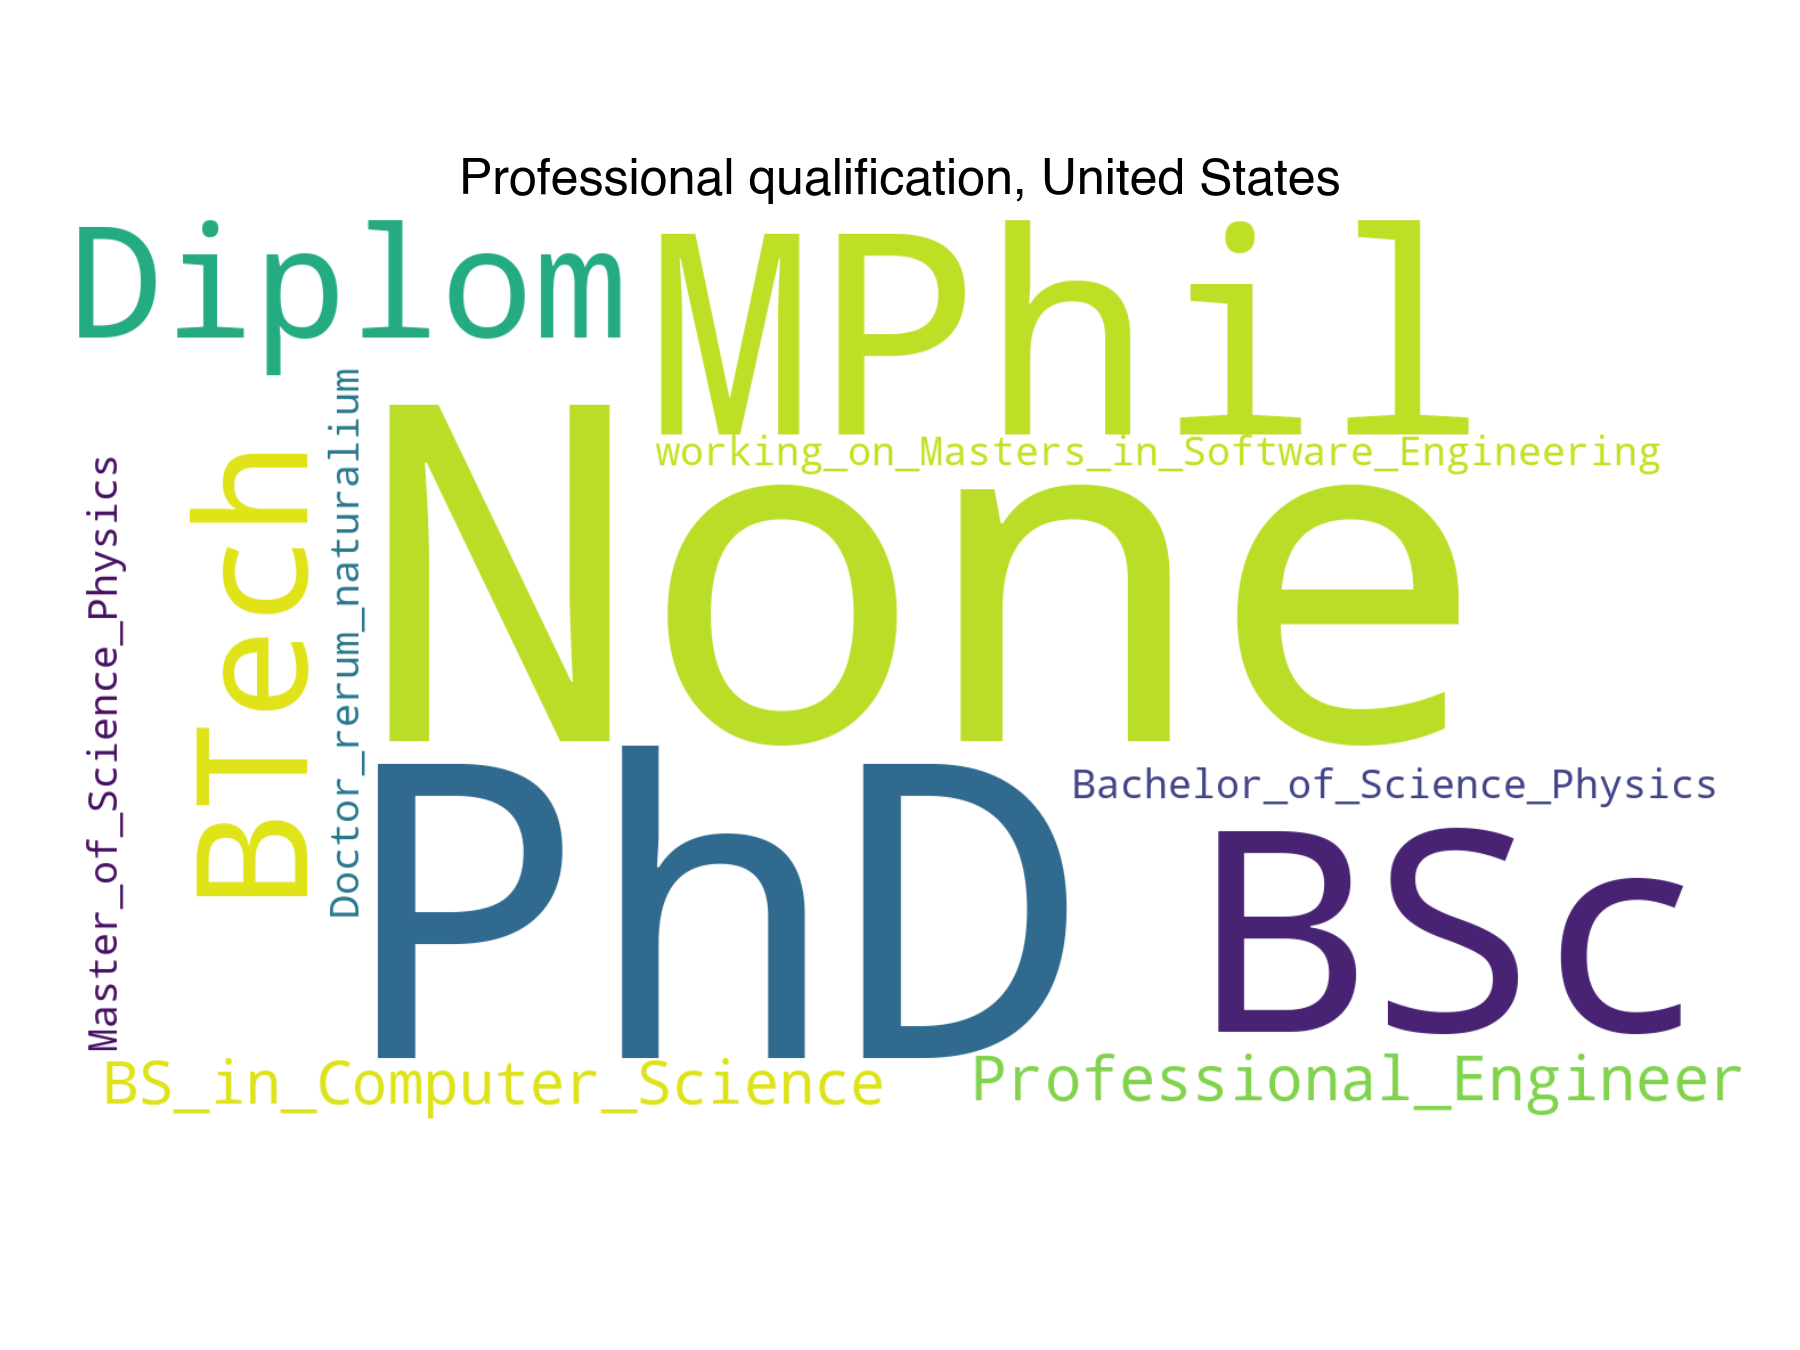 Professional qualification, United States
Diplom
MPhil
working_on_Masters_in_Software_Engineering
None
Master_of_Science_Physics
BTech
Doctor_rerum_naturalium
PhD
Bachelor_of_Science_Physics
BSc
BS_in_Computer_Science
Professional_Engineer